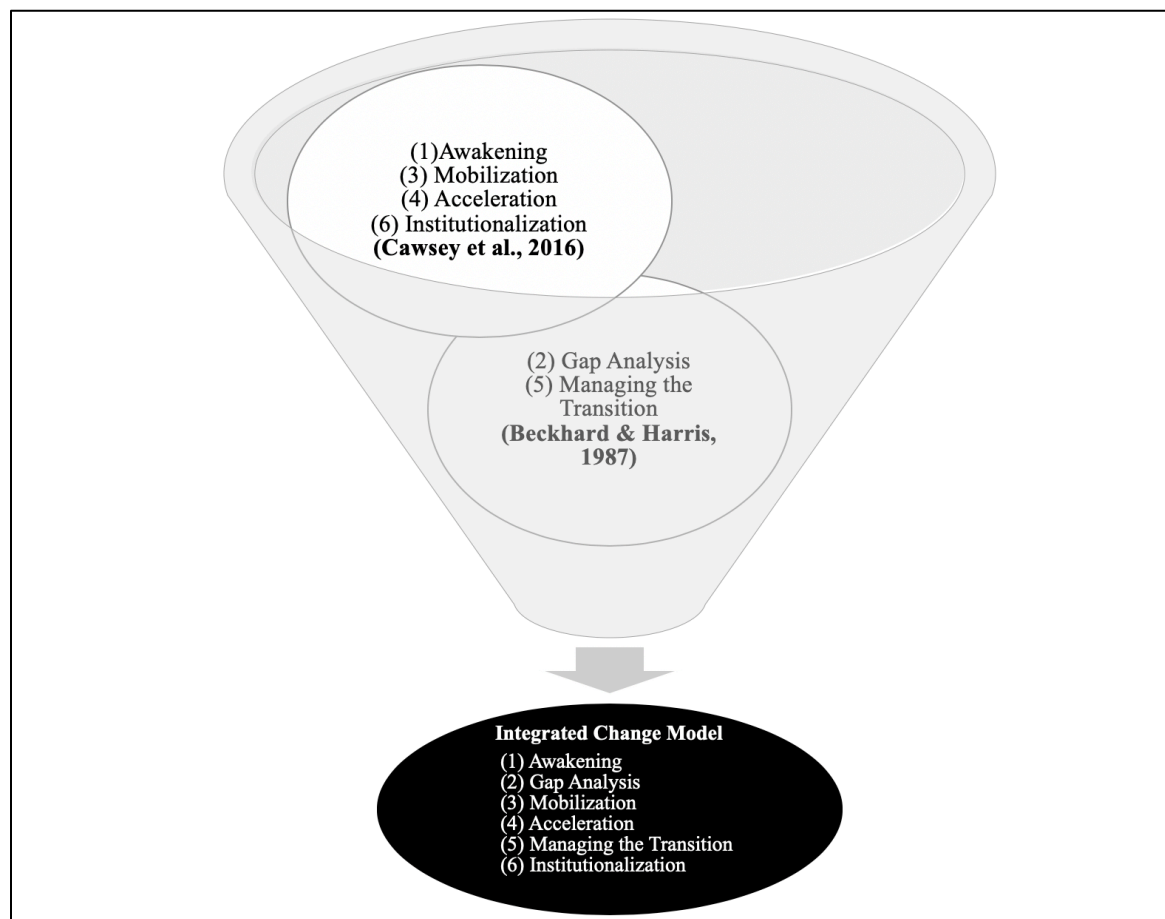 (1)Awakening
(3) Mobilization
(4) Acceleration
(6) Institutionalization
(Cawsey et al., 2016)
(2) Gap Analysis
(5) Managing the
Transition
(Beckhard & Harris,
1987)
Integrated Change Model
(1) Awakening
(2) Gap Analysis
(3) Mobilization
(4) Acceleration
(5) Managing the Transition
(6) Institutionalization